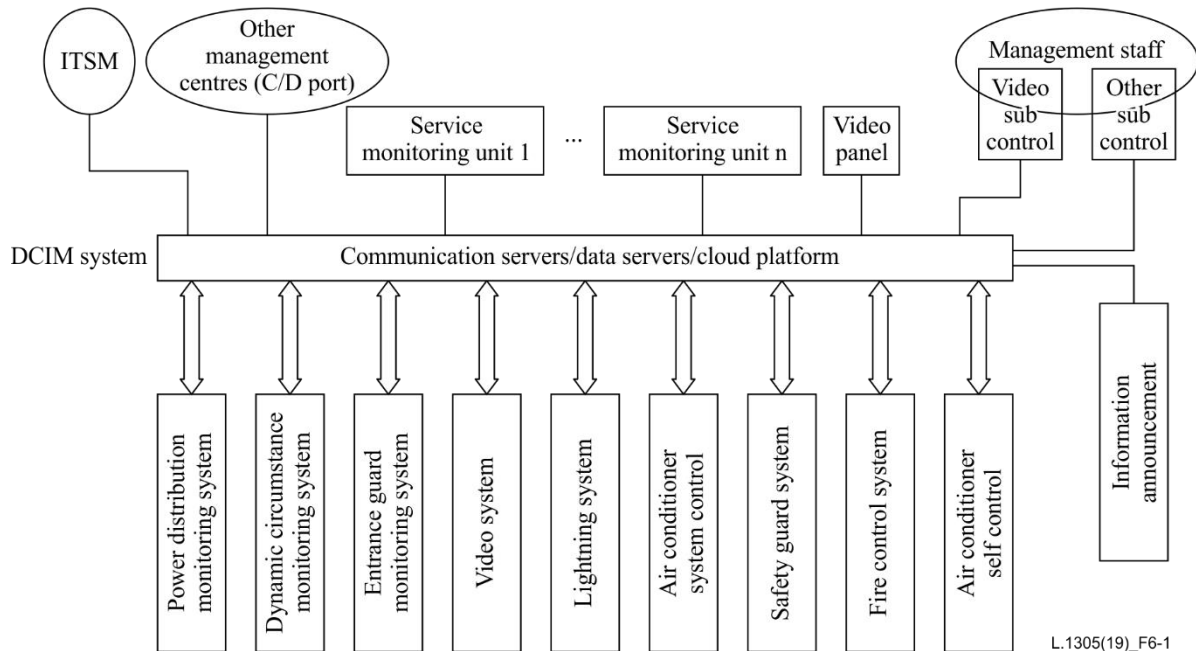 ITSM
Other
management
centres (C/D port)
Management staff
Video
sub
control
Other
sub
control
Service
monitoring unit 1
...
Service
monitoring unit n
Video
panel
DCIM system
Communication servers/data servers/cloud platform
Power distribution
monitoring system
Dynamic circumstance
monitoring system
Entrance guard
monitoring system
Video system
Lightning system
Air conditioner
system control
Safety guard system
Fire control system
Air conditioner
self control
Information
announcement
L.1305(19)_F6-1